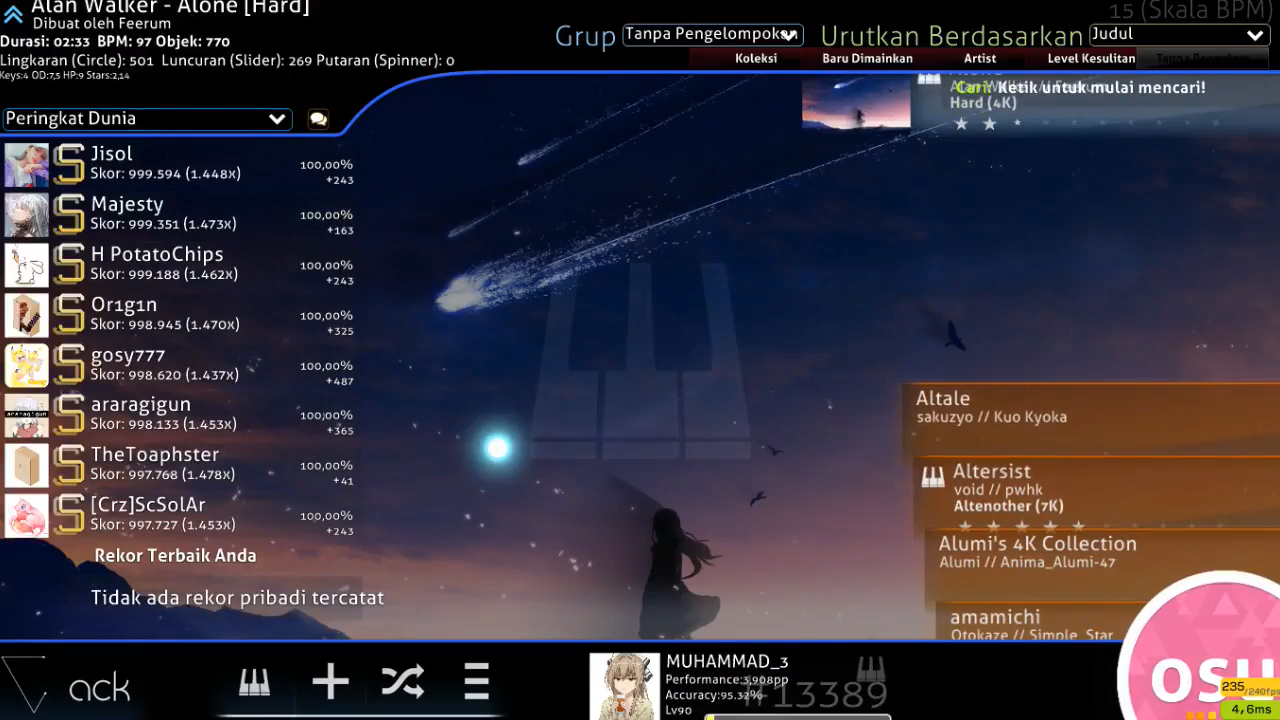 Alan Walker - Alone [Hard]
Dibuat oleh Feerum
Durasi: 02:33 BPM: 97 Objek: 770
Lingkaran (Circle): 501 Luncuran (Slider): 269 Putaran (Spinner): 0
Keys:4 OD:7,5 HP:9 Stars:2,14
15 (Skala BPM)
Grup
Tanpa Pengelompokan
Urutkan Berdasarkan
Judul
Koleksi
Baru Dimainkan
Artist
Level Kesulitan
Peringkat Dunia
Cari: Ketik untuk mulai mencari!
Hard (4K)
Jisol
Skor: 999.594 (1.448x)
100,00%
+243
Majesty
Skor: 999.351 (1.473x)
100,00%
+163
H PotatoChips
Skor: 999.188 (1.462x)
100,00%
+243
Or1g1n
Skor: 998.945 (1.470x)
100,00%
+325
gosy777
Skor: 998.620 (1.437x)
100,00%
+487
araragigun
Skor: 998.133 (1.453x)
100,00%
+365
TheToaphster
Skor: 997.768 (1.478x)
100,00%
+41
[Crz]ScSolAr
Skor: 997.727 (1.453x)
100,00%
+243
Rekor Terbaik Anda
Tidak ada rekor pribadi tercatat
Altale
sakuzyo // Kuo Kyoka
Altersist
void // pwhk
Altenother (7K)
Alumi's 4K Collection
Alumi // Anima_Alumi-47
amamichi
Otokaze // Simple_Star
ack
MUHAMMAD_3
Performance:3,908pp
Accuracy:95.32%
Lv90
#13389
osu
235 /240fps
4,6ms